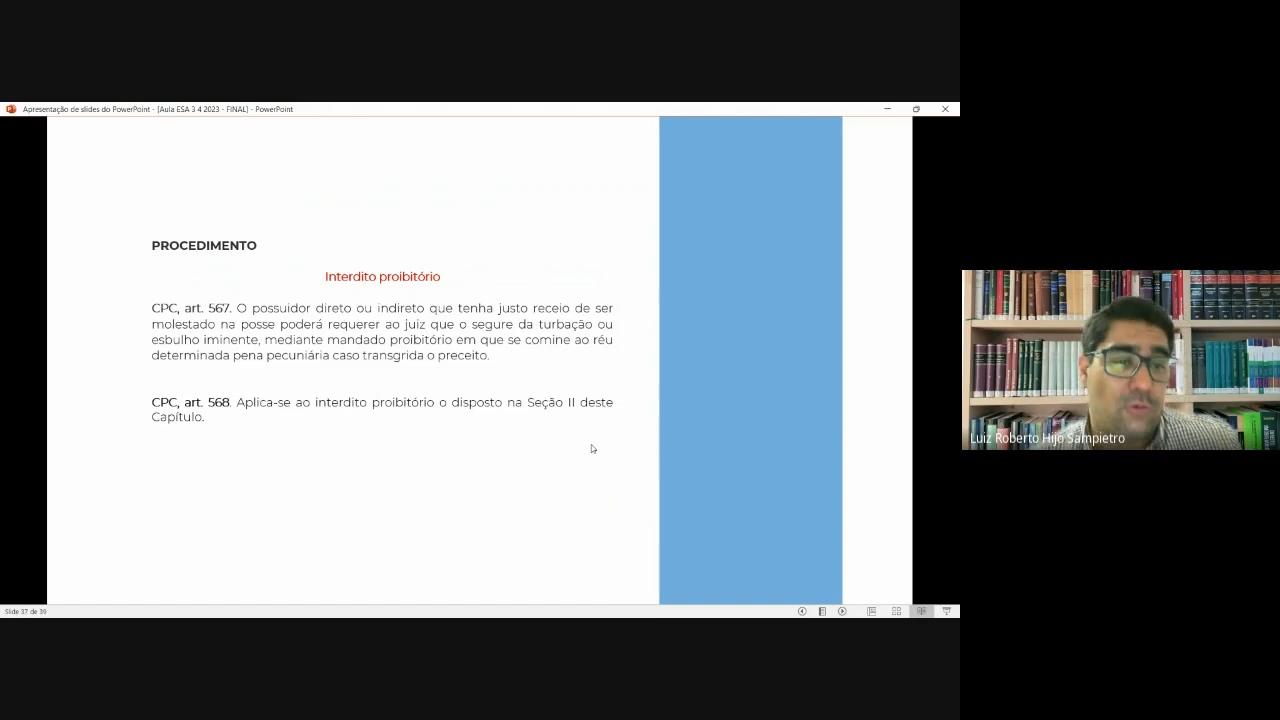 Apresentação de slides do PowerPoint - [Aula ESA 3 4 2023 - FINAL] - PowerPoint
PROCEDIMENTO
Interdito proibitório
CPC, art. 567. O possuidor direto ou indireto que tenha justo receio de ser
molestado na posse poderá requerer ao juiz que o segure da turbação ou
esbulho iminente, mediante mandado proibitório em que se comine ao réu
determinada pena pecuniária caso transgrida o preceito.
CPC, art. 568. Aplica-se ao interdito proibitório o disposto na Seção II deste
Capítulo.
Luiz Roberto Hijo Sampietro
Slide 37 de 39